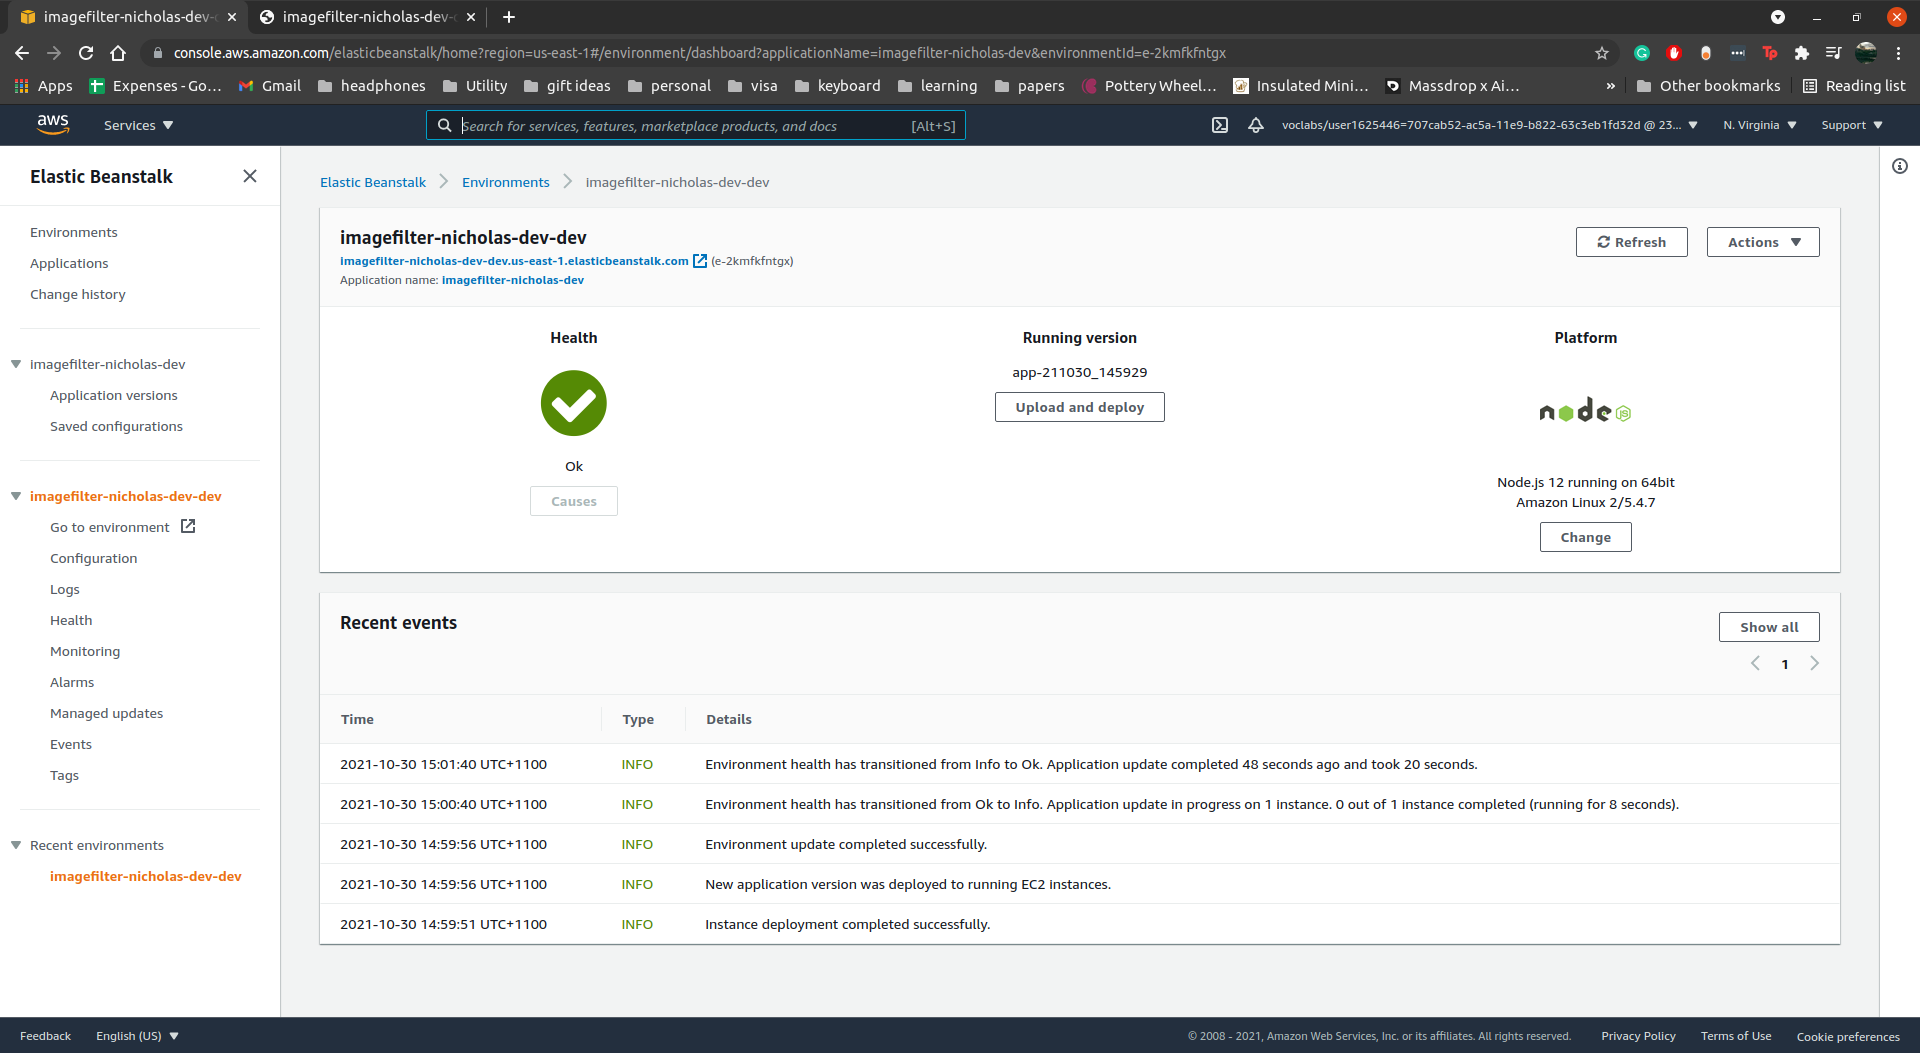 imagefilter-nicholas-dev-
imagefilter-nicholas-dev-
console.aws.amazon.com/elasticbeanstalk/home?region=us-east-1#/environment/dashboard?applicationName=imagefilter-nicholas-dev&environmentId=e-2kmfkfntgx
Apps
Expenses - Go...
Gmail
headphones
Utility
gift ideas
personal
visa
keyboard
learning
papers
Pottery Wheel...
Insulated Mini...
Massdrop x Ai...
»
Other bookmarks
Reading list
aws
Services
Search for services, features, marketplace products, and docs
[Alt+S]
voclabs/user1625446=707cab52-ac5a-11e9-b822-63c3eb1fd32d @ 23...
N. Virginia
Support
Elastic Beanstalk
Environments
Applications
Change history
imagefilter-nicholas-dev
Application versions
Saved configurations
imagefilter-nicholas-dev-dev
Go to environment
Configuration
Logs
Health
Monitoring
Alarms
Managed updates
Events
Tags
Recent environments
imagefilter-nicholas-dev-dev
Elastic Beanstalk
Environments
imagefilter-nicholas-dev-dev
imagefilter-nicholas-dev-dev
imagefilter-nicholas-dev-dev.us-east-1.elasticbeanstalk.com (e-2kmfkfntgx)
Application name: imagefilter-nicholas-dev
Refresh
Actions
Health
Ok
Causes
Running version
app-211030_145929
Upload and deploy
Platform
node JS
Node.js 12 running on 64bit
Amazon Linux 2/5.4.7
Change
Recent events
Show all
1
Time Type Details
2021-10-30 15:01:40 UTC+1100 INFO Environment health has transitioned from Info to Ok. Application update completed 48 seconds ago and took 20 seconds.
2021-10-30 15:00:40 UTC+1100 INFO Environment health has transitioned from Ok to Info. Application update in progress on 1 instance. 0 out of 1 instance completed (running for 8 seconds).
2021-10-30 14:59:56 UTC+1100 INFO Environment update completed successfully.
2021-10-30 14:59:56 UTC+1100 INFO New application version was deployed to running EC2 instances.
2021-10-30 14:59:51 UTC+1100 INFO Instance deployment completed successfully.
Feedback
English (US)
© 2008 - 2021, Amazon Web Services, Inc. or its affiliates. All rights reserved.
Privacy Policy
Terms of Use
Cookie preferences